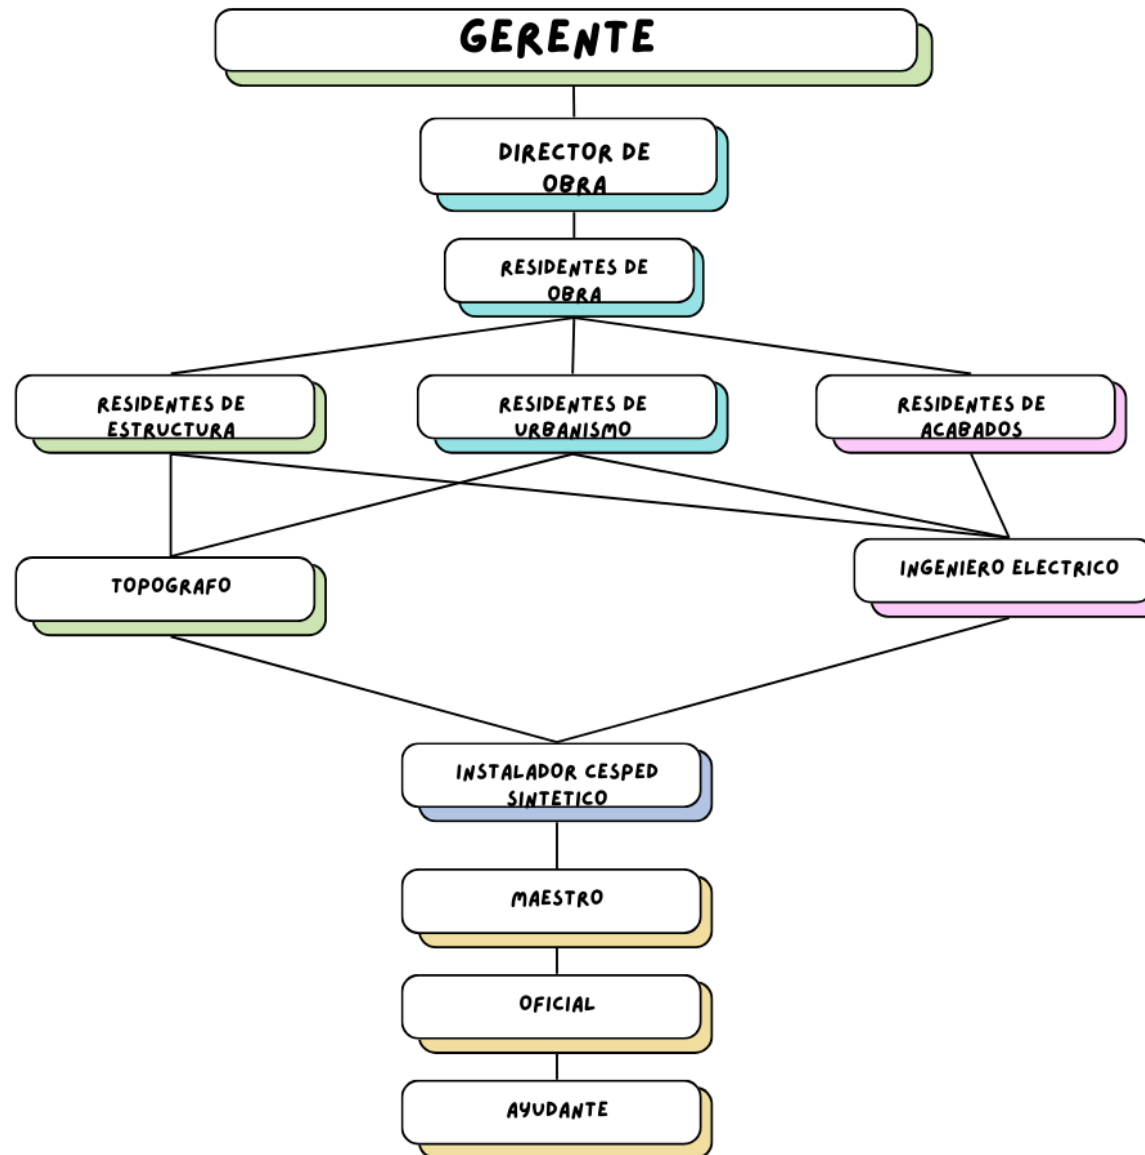 GERENTE
DIRECTOR DE
OBRA
RESIDENTES DE
OBRA
RESIDENTES DE
ESTRUCTURA
RESIDENTES DE
URBANISMO
RESIDENTES DE
ACABADOS
TOPOGRAFO
INGENIERO ELECTRICO
INSTALADOR CESPED
SINTETICO
MAESTRO
OFICIAL
AYUDANTE